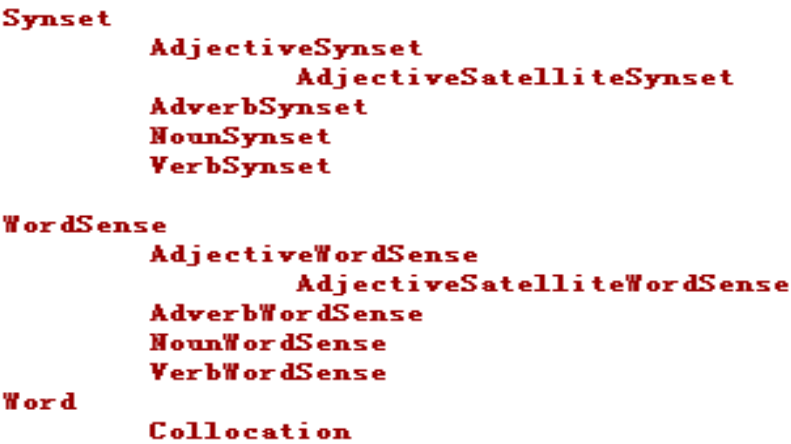 Synset
AdjectiveSynset
AdjectiveSatelliteSynset
AdverbSynset
NounSynset
VerbSynset
WordSense
AdjectiveWordSense
AdjectiveSatelliteWordSense
AdverbWordSense
NounWordSense
VerbWordSense
Word
Collocation